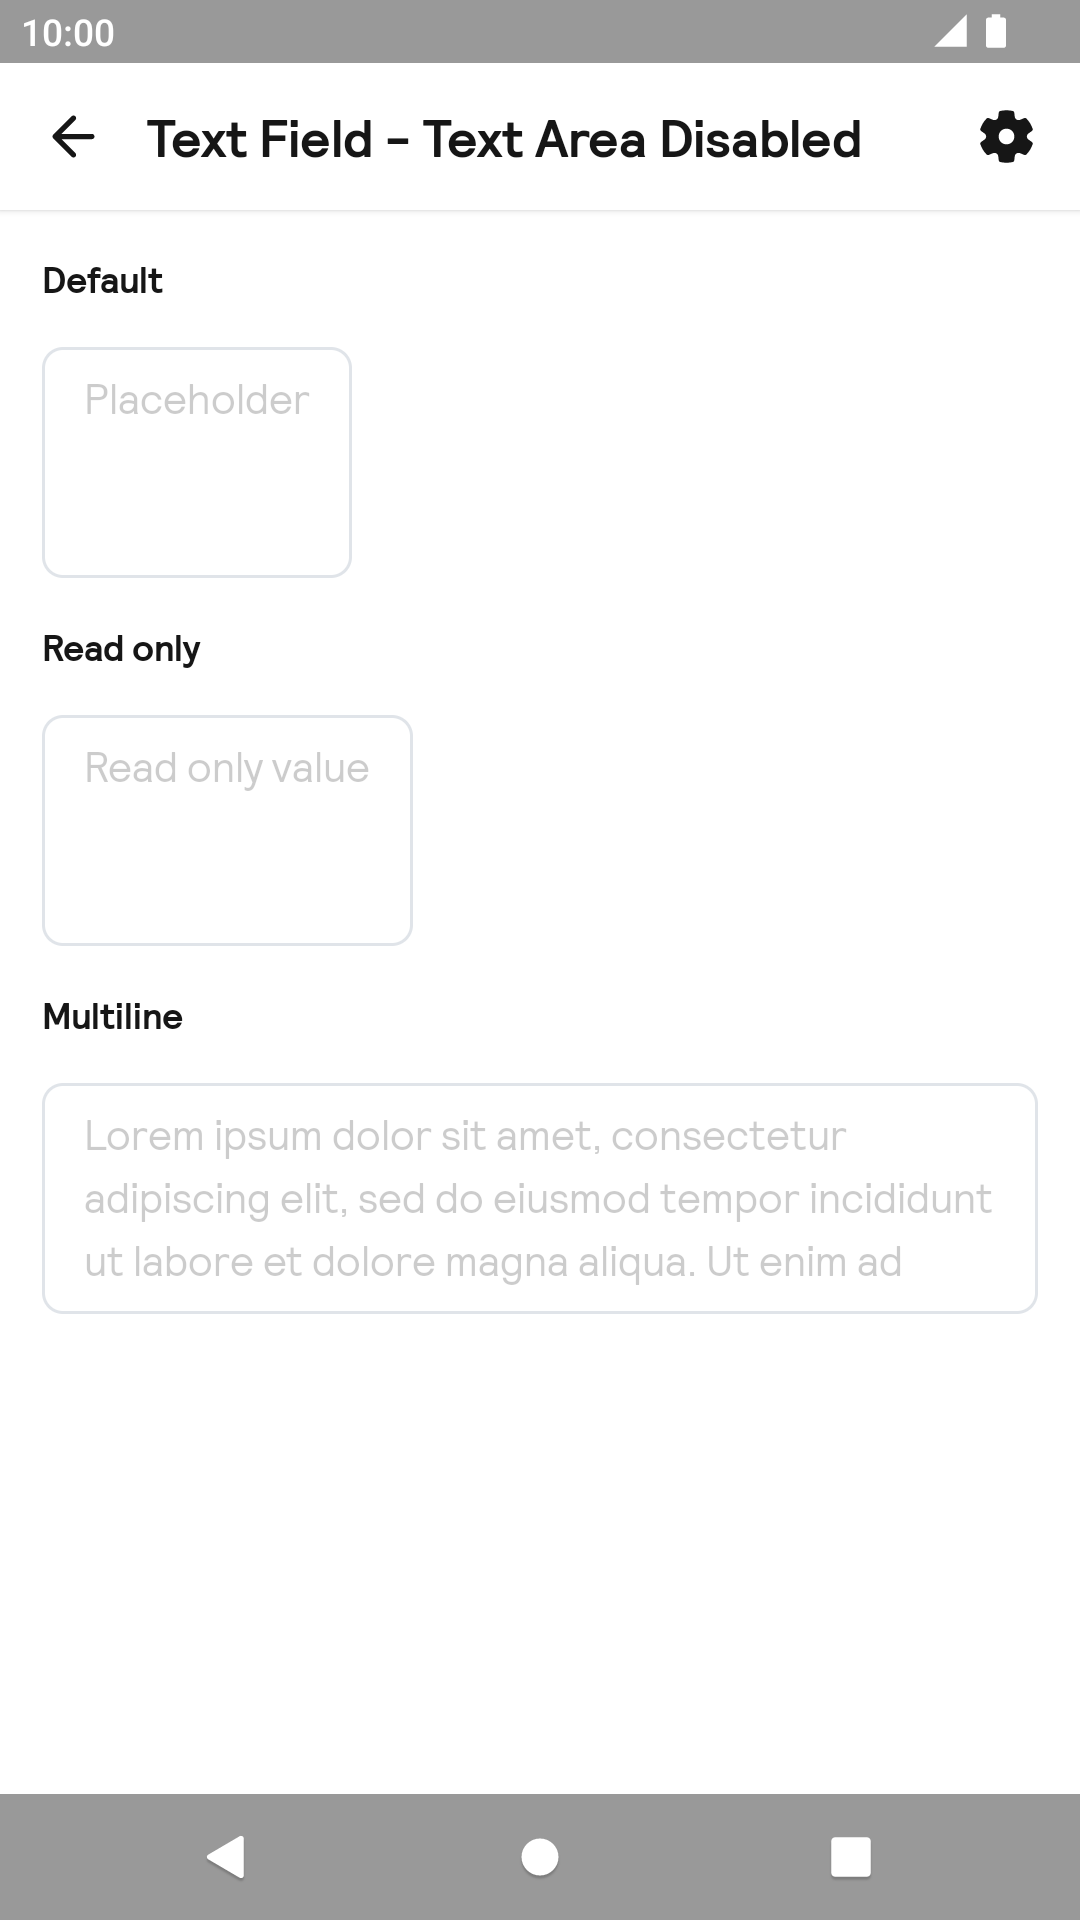 10:00
Text Field - Text Area Disabled
Default
Placeholder
Read only
Read only value
Multiline
Lorem ipsum dolor sit amet, consectetur
adipiscing elit, sed do eiusmod tempor incididunt
ut labore et dolore magna aliqua. Ut enim ad